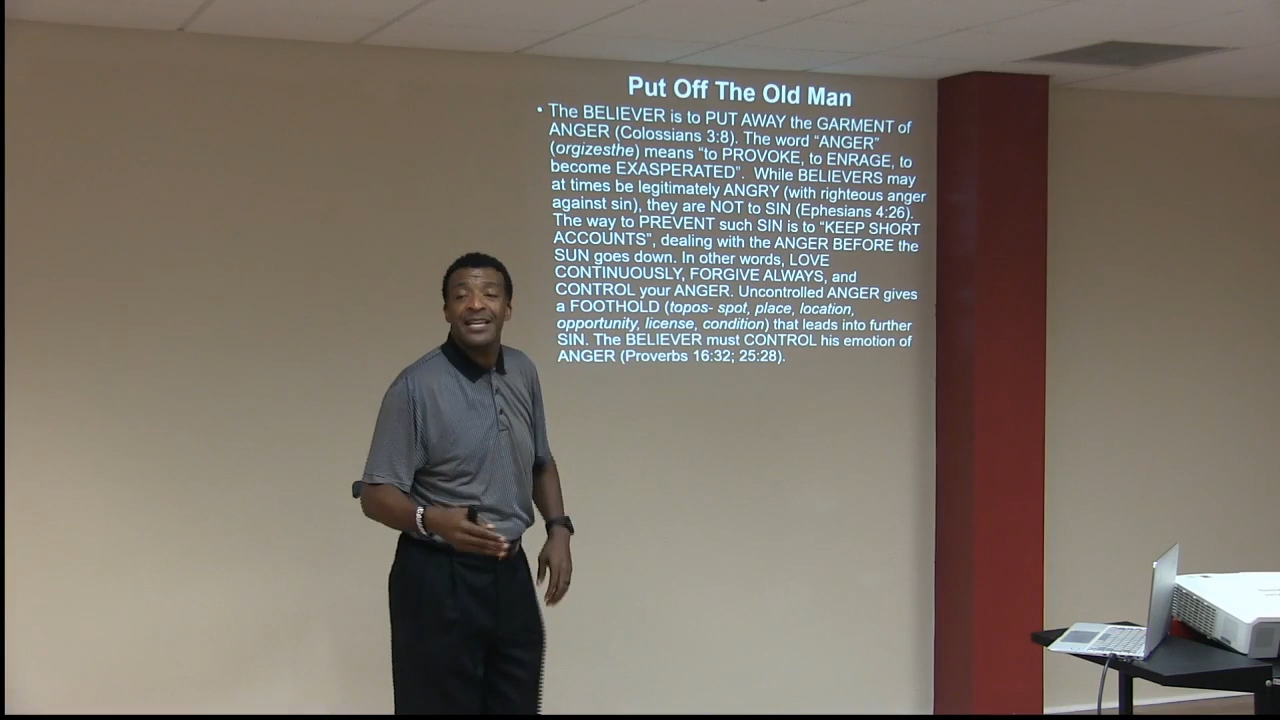 Put Off The Old Man
• The BELIEVER is to PUT AWAY the GARMENT of
ANGER (Colossians 3:8). The word “ANGER”
(orgizesthe) means “to PROVOKE, to ENRAGE, to
become EXASPERATED”. While BELIEVERS may
at times be legitimately ANGRY (with righteous anger
against sin), they are NOT to SIN (Ephesians 4:26).
The way to PREVENT such SIN is to “KEEP SHORT
ACCOUNTS”, dealing with the ANGER BEFORE the
SUN goes down. In other words, LOVE
CONTINUOUSLY, FORGIVE ALWAYS, and
CONTROL your ANGER. Uncontrolled ANGER gives
a FOOTHOLD (topos- spot, place, location,
opportunity, license, condition) that leads into further
SIN. The BELIEVER must CONTROL his emotion of
ANGER (Proverbs 16:32; 25:28).